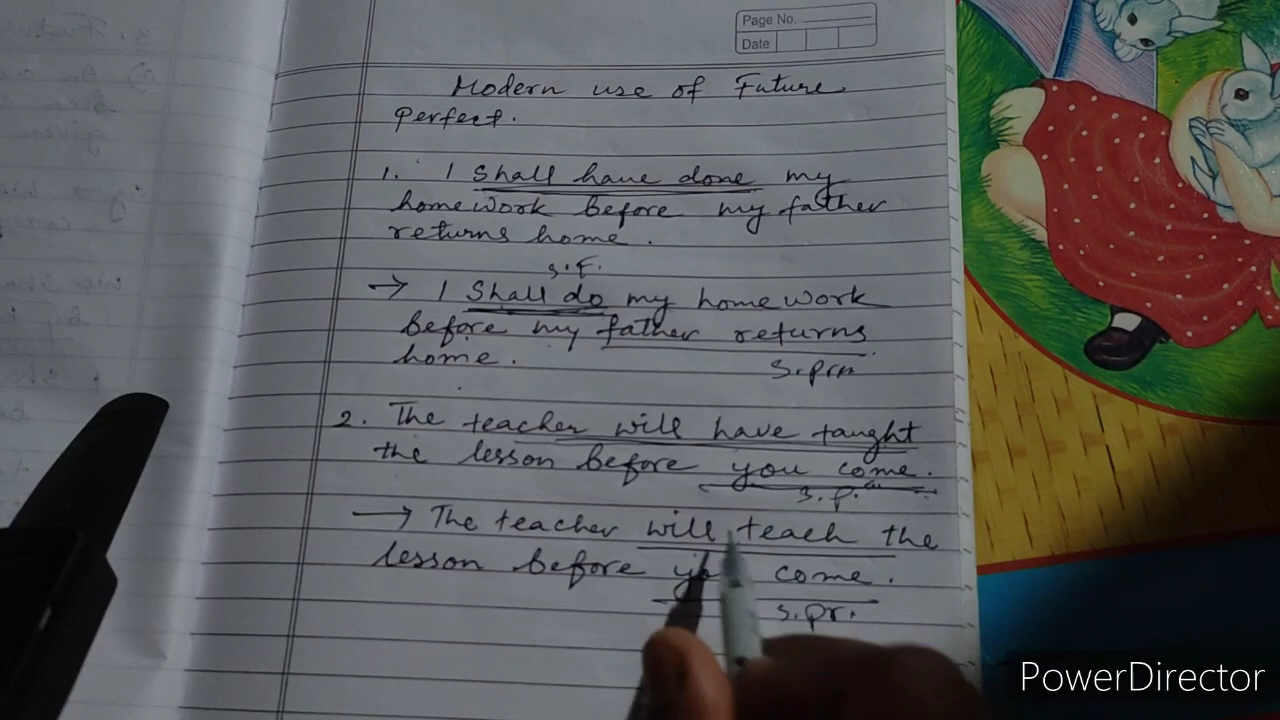 Page No.
Date
Modern use of Future
Perfect.
1. I Shall have done my
homework before my father
returns home.
S.F.
→ I Shall do my homework
before my father returns
home.
S.prn
2. The teacher will have taught
the lesson before you come.
s.p.
→ The teacher will teach the
lesson before come.
s.pr.
PowerDirector